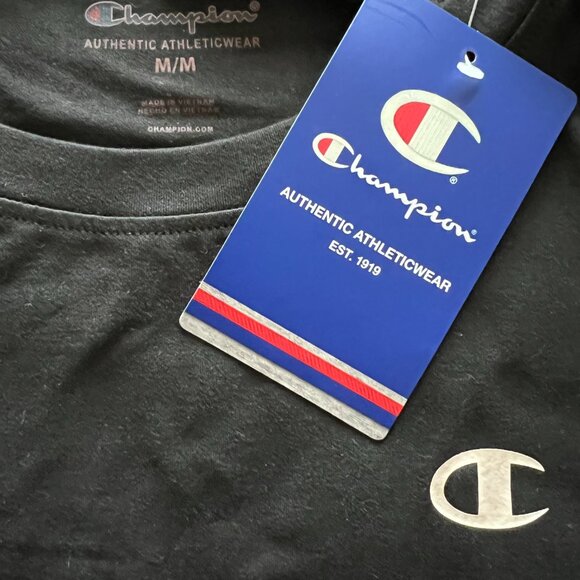 Champion
AUTHENTIC ATHLETICWEAR
M/M
MADE IN VIETNAM
HECHO EN VIETNAM
CHAMPION.COM
Champion®
AUTHENTIC ATHLETICWEAR
EST. 1919